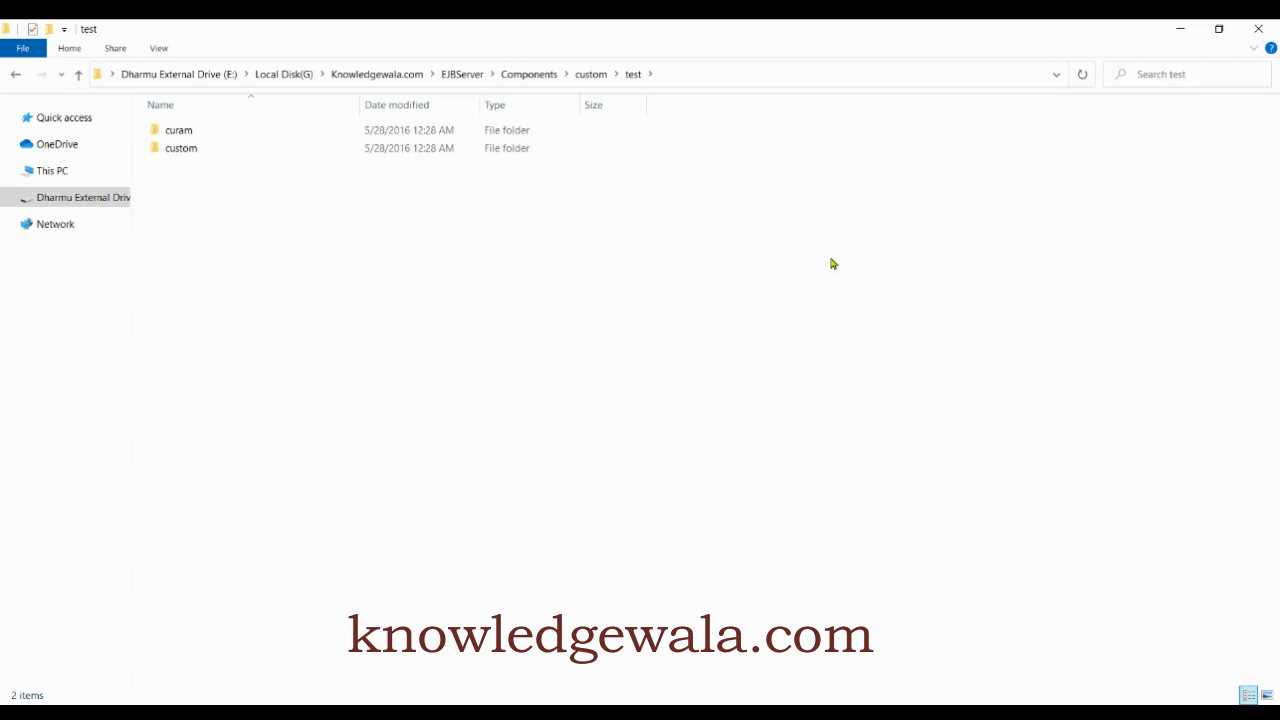 test
File Home Share View
Dharmu External Drive (E:) Local Disk(G) Knowledgewala.com EJBServer Components custom test Search test
Name Date modified Type Size
Quick access
curam 5/28/2016 12:28 AM File folder
OneDrive
custom 5/28/2016 12:28 AM File folder
This PC
Dharmu External Driv
Network
knowledgewala.com
2 items